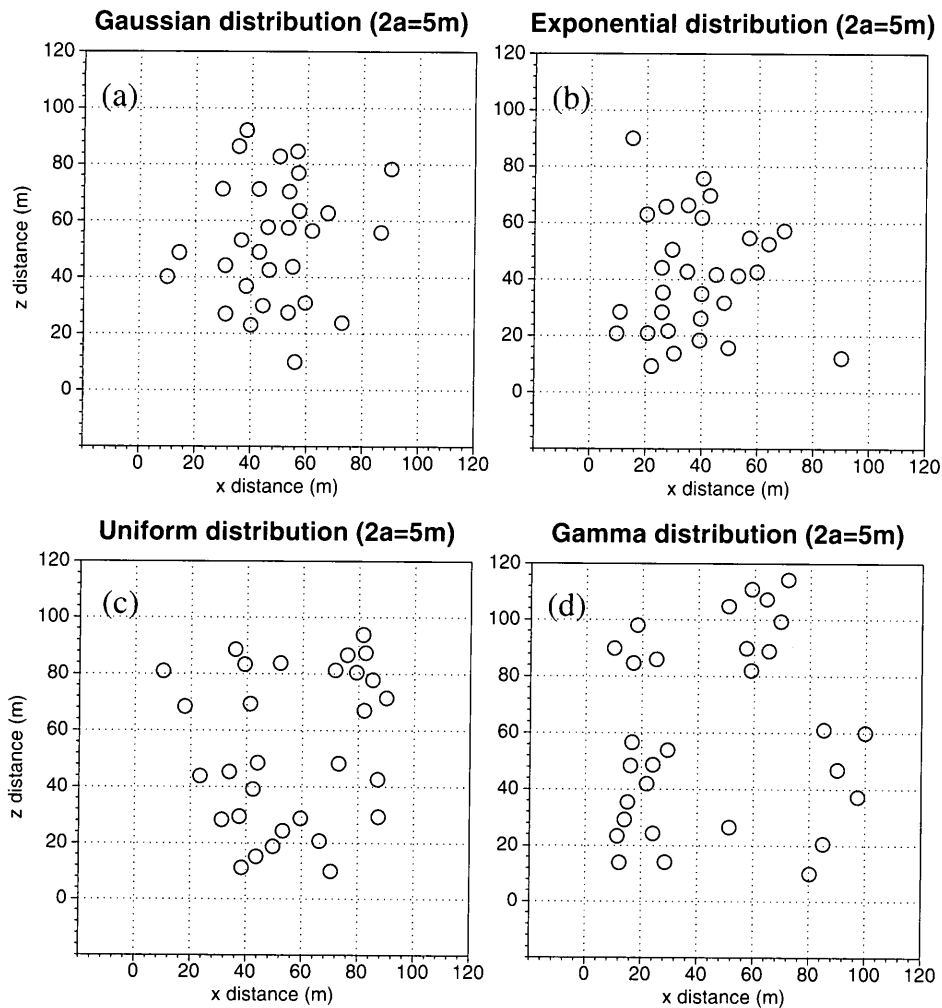 Gaussian distribution (2a=5m)
(a)
z distance (m)
120
100
80
60
40
20
0
0 20 40 60 80 100 120
x distance (m)
Exponential distribution (2a=5m)
(b)
120
100
80
60
40
20
0
0 20 40 60 80 100 120
x distance (m)
Uniform distribution (2a=5m)
(c)
z distance (m)
120
100
80
60
40
20
0
0 20 40 60 80 100 120
x distance (m)
Gamma distribution (2a=5m)
(d)
120
100
80
60
40
20
0
0 20 40 60 80 100 120
x distance (m)